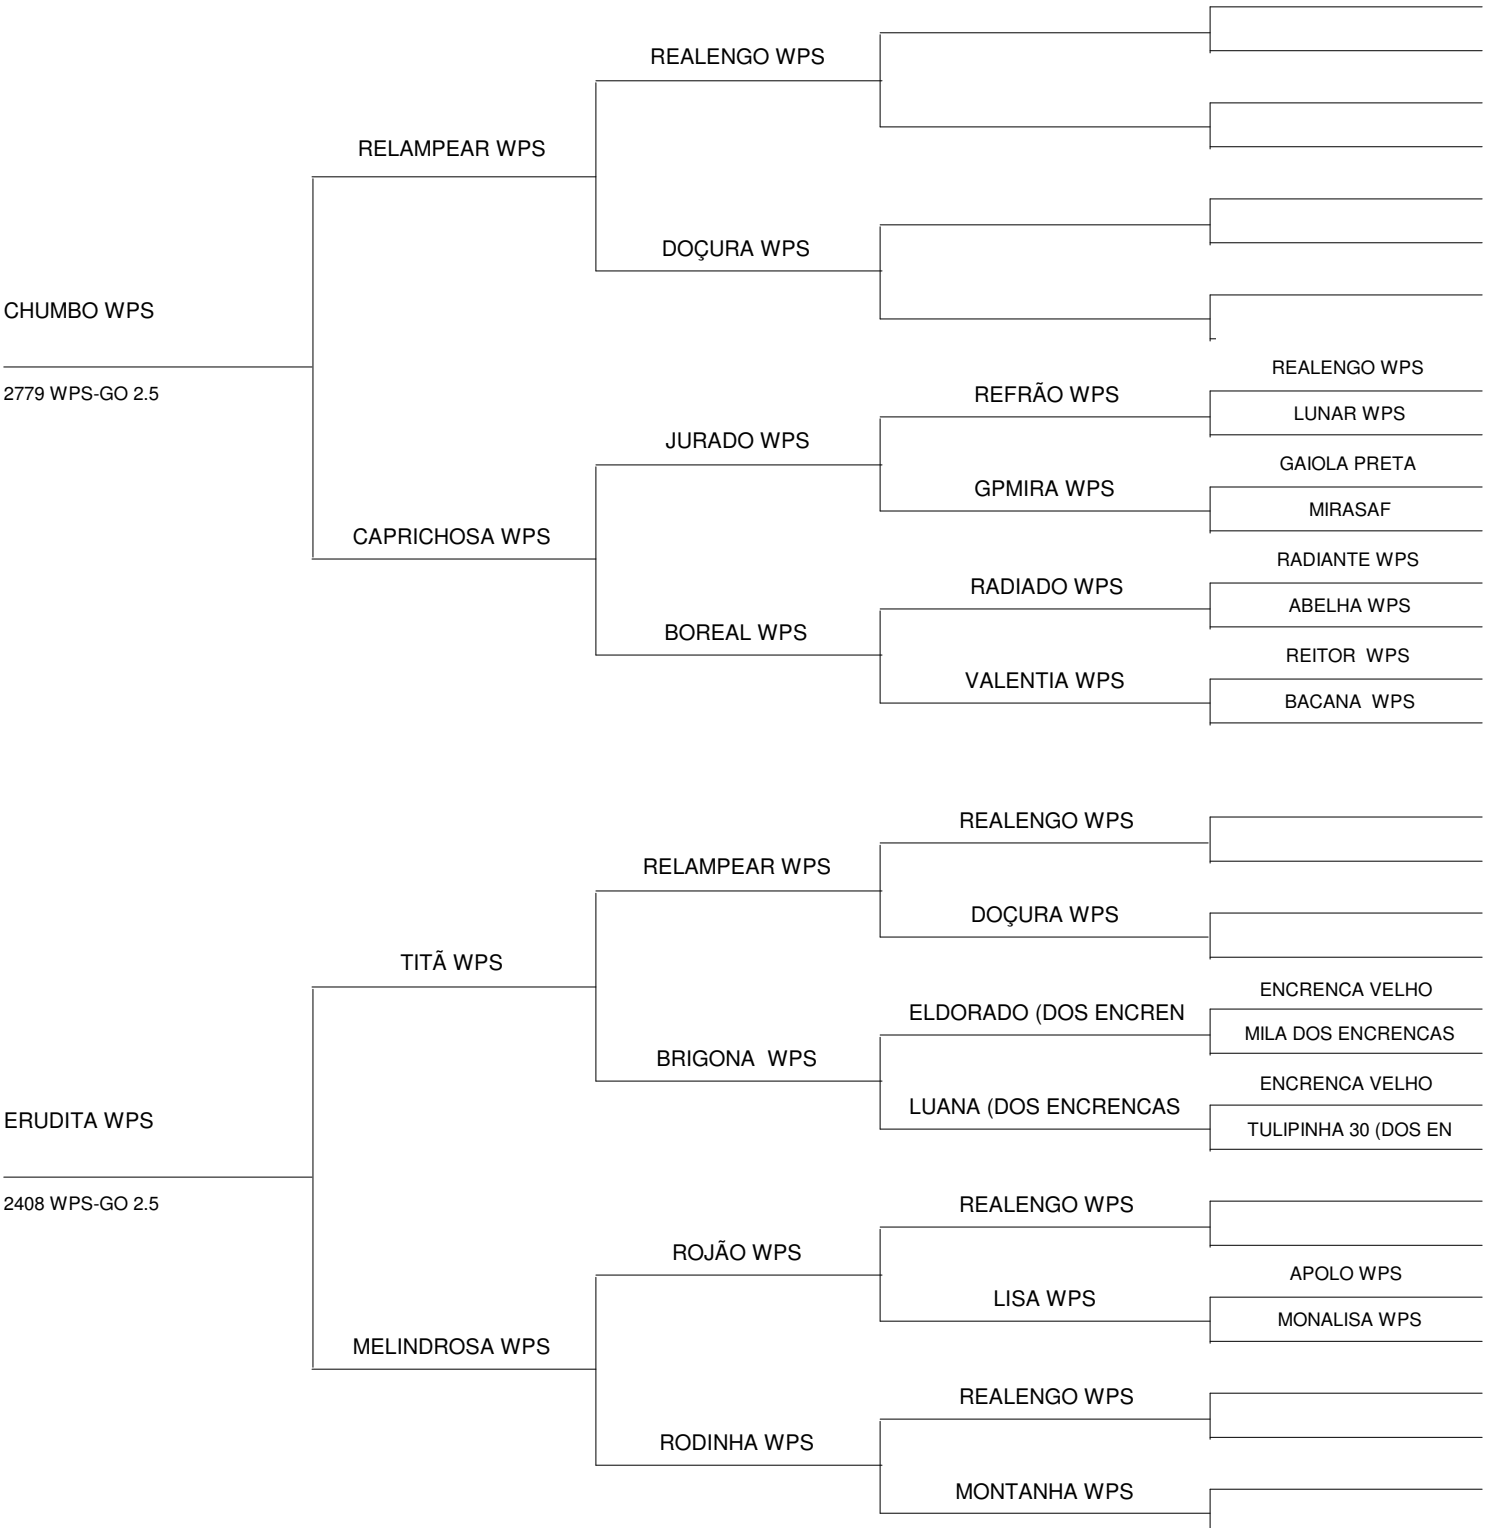 REALENGO WPS
RELAMPEAR WPS
DOÇURA WPS
CHUMBO WPS
2779 WPS-GO 2.5
REALENGO WPS
REFRÃO WPS
LUNAR WPS
JURADO WPS
GAIOLA PRETA
GPMIRA WPS
MIRASAF
CAPRICHOSA WPS
RADIANTE WPS
RADIADO WPS
ABELHA WPS
BOREAL WPS
REITOR  WPS
VALENTIA WPS
BACANA  WPS
REALENGO WPS
RELAMPEAR WPS
DOÇURA WPS
TITÃ WPS
ENCRENCA VELHO
ELDORADO (DOS ENCREN
MILA DOS ENCRENCAS
BRIGONA  WPS
ENCRENCA VELHO
LUANA (DOS ENCRENCAS
TULIPINHA 30 (DOS EN
ERUDITA WPS
2408 WPS-GO 2.5
REALENGO WPS
ROJÃO WPS
APOLO WPS
LISA WPS
MONALISA WPS
MELINDROSA WPS
REALENGO WPS
RODINHA WPS
MONTANHA WPS